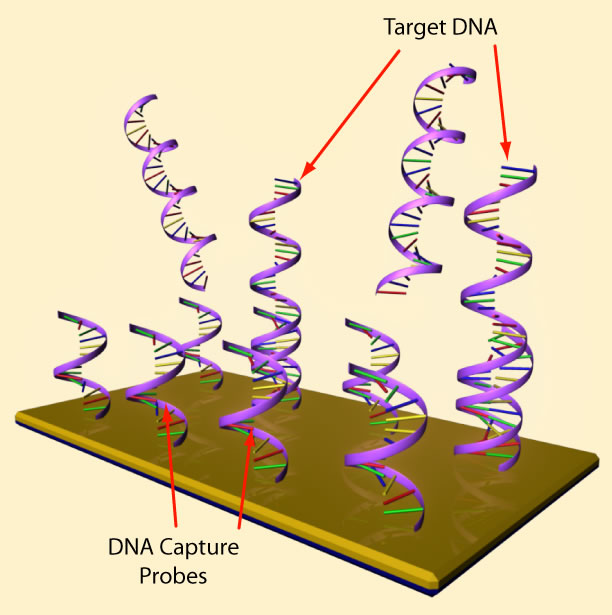 Target DNA
DNA Capture
Probes